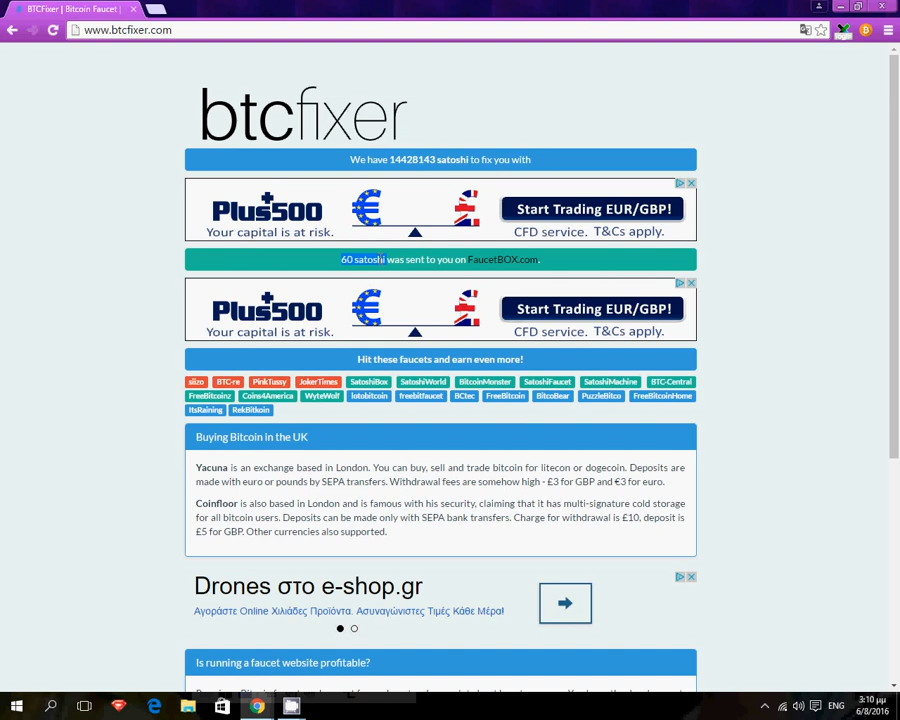 BTCFixer | Bitcoin Faucet |
www.btcfixer.com
btcfixer
We have 14428143 satoshi to fix you with
Plus500
Your capital is at risk.
€ £
Start Trading EUR/GBP!
CFD service. T&Cs apply.
60 satoshi was sent to you on FaucetBOX.com.
Plus500
Your capital is at risk.
€ £
Start Trading EUR/GBP!
CFD service. T&Cs apply.
Hit these faucets and earn even more!
siizo BTC-re PinkTussy JokerTimes SatoshiBox SatoshiWorld BitcoinMonster SatoshiFaucet SatoshiMachine BTC-Central
FreeBitcoinz Coins4America WyteWolf lotobitcoin freebitfaucet BCtec FreeBitcoin BitcoBear PuzzleBitco FreeBitcoinHome
ItsRaining RekBitkoin
Buying Bitcoin in the UK
Yacuna is an exchange based in London. You can buy, sell and trade bitcoin for litecon or dogecoin. Deposits are
made with euro or pounds by SEPA transfers. Withdrawal fees are somehow high - £3 for GBP and €3 for euro.
Coinfloor is also based in London and is famous with his security, claiming that it has multi-signature cold storage
for all bitcoin users. Deposits can be made only with SEPA bank transfers. Charge for withdrawal is £10, deposit is
£5 for GBP. Other currencies also supported.
Drones στο e-shop.gr
Αγοράστε Online Χιλιάδες Προϊόντα. Ασυναγώνιστες Τιμές Κάθε Μέρα!
Is running a faucet website profitable?
ENG
3:10 μμ
6/8/2016